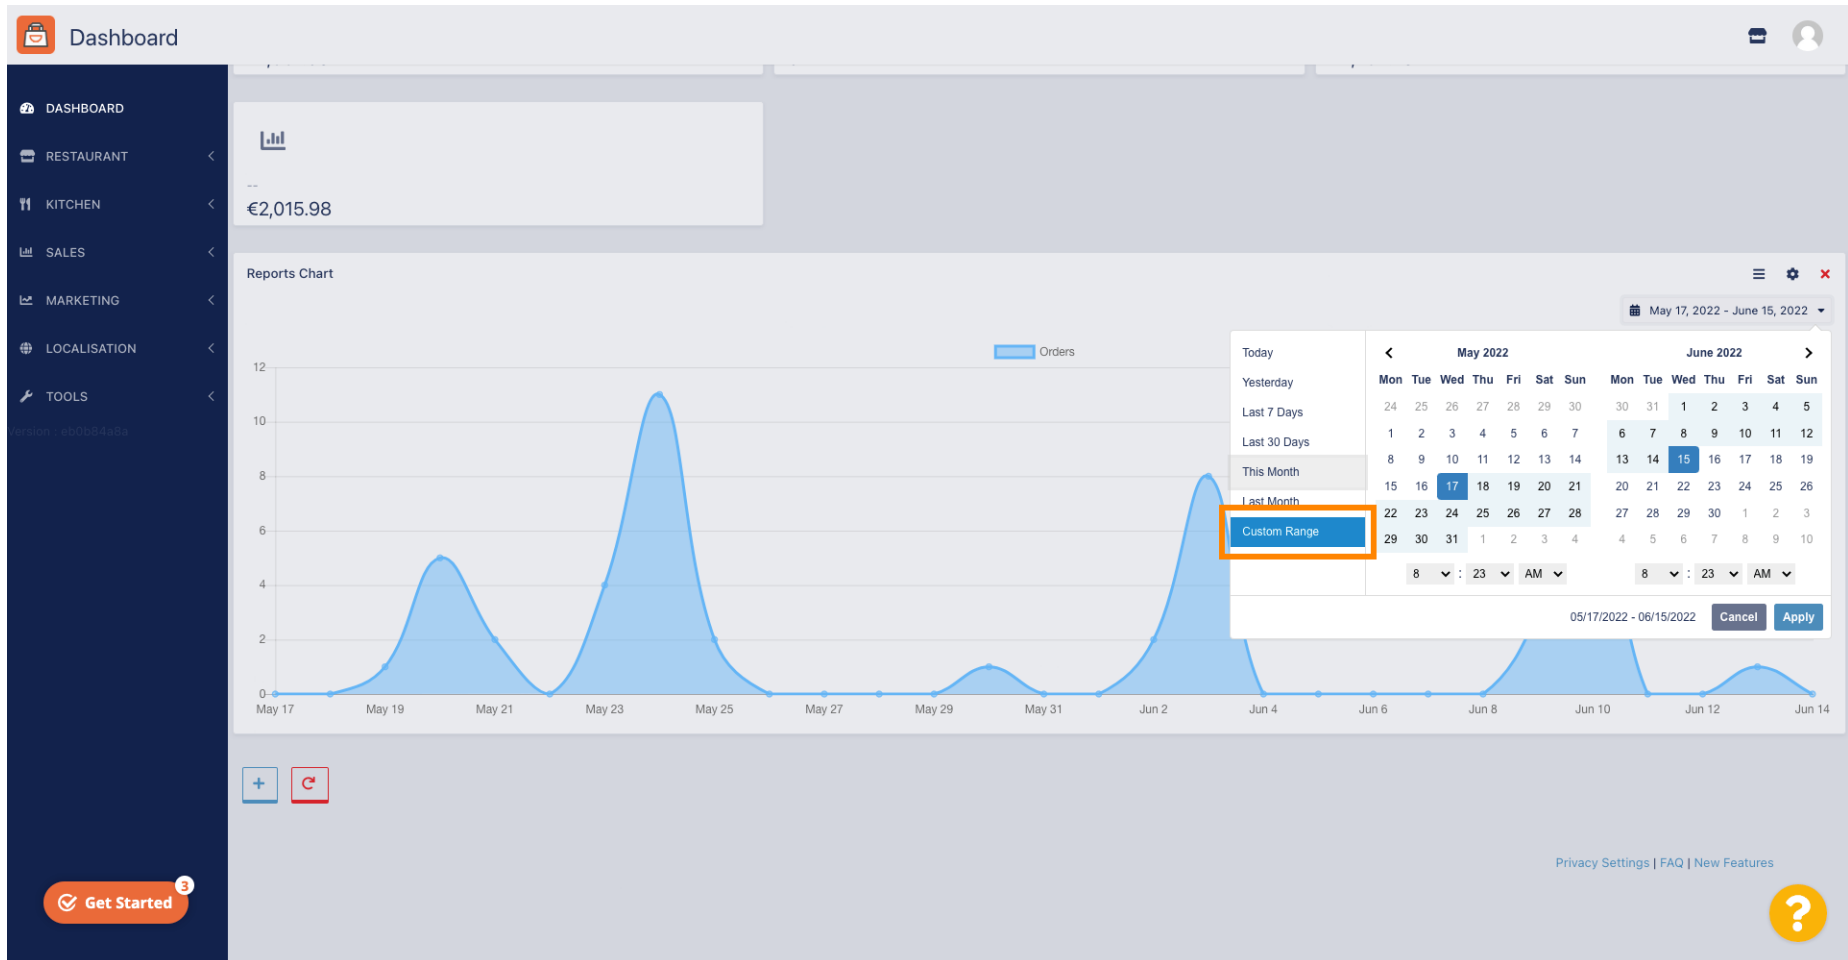 Dashboard
DASHBOARD
RESTAURANT
KITCHEN
SALES
MARKETING
LOCALISATION
TOOLS
Version : eb0b84a8a
--
€2,015.98
Reports Chart
May 17, 2022 - June 15, 2022
Orders
12
10
8
6
4
2
0
May 17 May 19 May 21 May 23 May 25 May 27 May 29 May 31 Jun 2 Jun 4 Jun 6 Jun 8 Jun 10 Jun 12 Jun 14
Today
Yesterday
Last 7 Days
Last 30 Days
This Month
Last Month
Custom Range
May 2022
Mon Tue Wed Thu Fri Sat Sun
24 25 26 27 28 29 30
1 2 3 4 5 6 7
8 9 10 11 12 13 14
15 16 17 18 19 20 21
22 23 24 25 26 27 28
29 30 31 1 2 3 4
8 : 23 AM
June 2022
Mon Tue Wed Thu Fri Sat Sun
30 31 1 2 3 4 5
6 7 8 9 10 11 12
13 14 15 16 17 18 19
20 21 22 23 24 25 26
27 28 29 30 1 2 3
4 5 6 7 8 9 10
8 : 23 AM
05/17/2022 - 06/15/2022 Cancel Apply
+
Privacy Settings | FAQ | New Features
Get Started
3
?